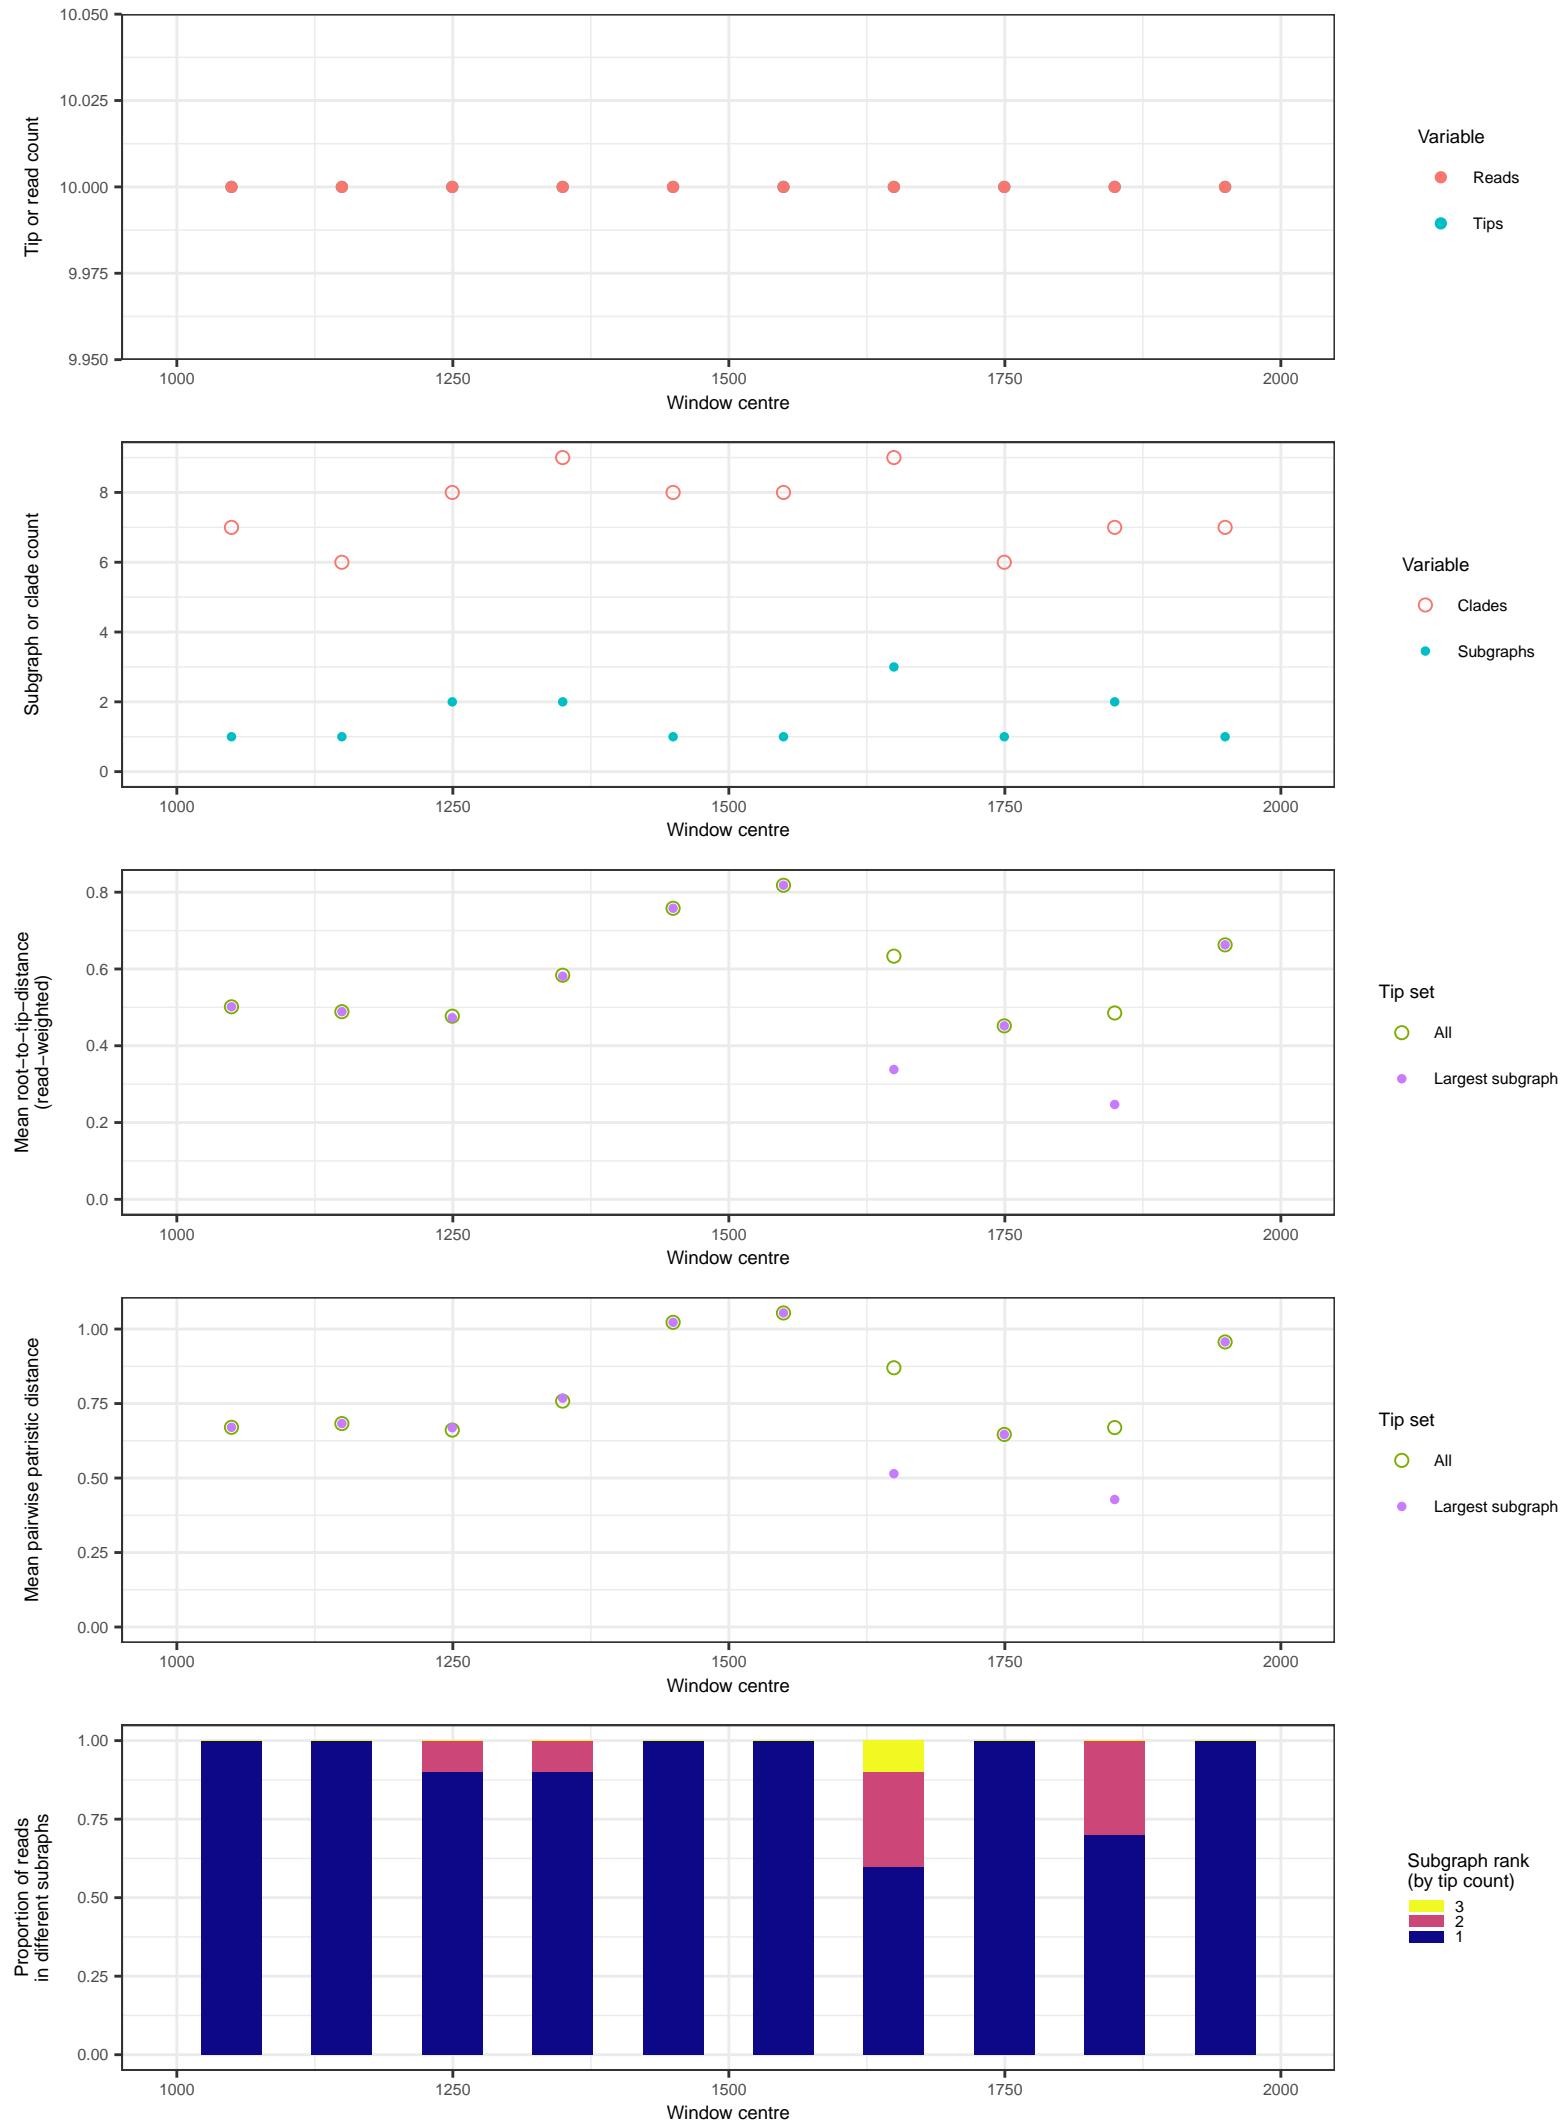 10.050
10.025
10.000
9.975
9.950
Tip or read count
1000 1250 1500 1750 2000
Window centre
Variable
Reads
Tips
8
6
4
2
0
Subgraph or clade count
1000 1250 1500 1750 2000
Window centre
Variable
Clades
Subgraphs
0.8
0.6
0.4
0.2
0.0
Mean root−to−tip−distance
(read−weighted)
1000 1250 1500 1750 2000
Window centre
Tip set
All
Largest subgraph
1.00
0.75
0.50
0.25
0.00
Mean pairwise patristic distance
1000 1250 1500 1750 2000
Window centre
Tip set
All
Largest subgraph
1.00
0.75
0.50
0.25
0.00
Proportion of reads
in different subraphs
1000 1250 1500 1750 2000
Window centre
Subgraph rank
(by tip count)
3
2
1